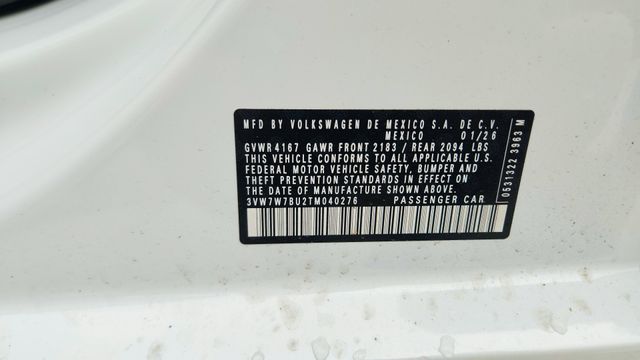 MFD BY VOLKSWAGEN DE MEXICO S.A. DE C.V.
MEXICO 01/26
GVWR 4167 GAWR FRONT 2183 / REAR 2094 LBS
THIS VEHICLE CONFORMS TO ALL APPLICABLE U.S.
FEDERAL MOTOR VEHICLE SAFETY, BUMPER AND
THEFT PREVENTION STANDARDS IN EFFECT ON THE
DATE OF MANUFACTURE SHOWN ABOVE.
3VW7W7BU2TM040276 PASSENGER CAR
0531322 3963 M